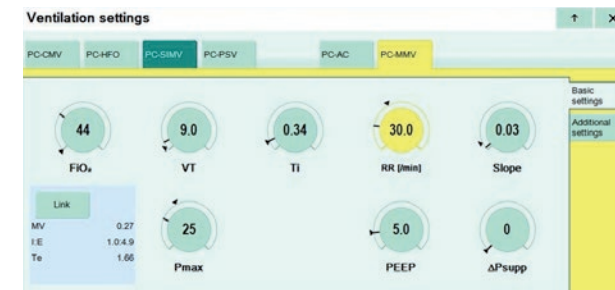 Ventilation settings
PC-CMV PC-HFO PC-SIMV PC-PSV PC-AC PC-MMV
Basic
settings
Additional
settings
44 9.0 0.34 30.0 0.03
FiO₂ VT Ti RR [/min] Slope
Link
MV 0.27
I:E 1.0:4.9
Te 1.66
25 5.0 0
Pmax PEEP ΔPsupp